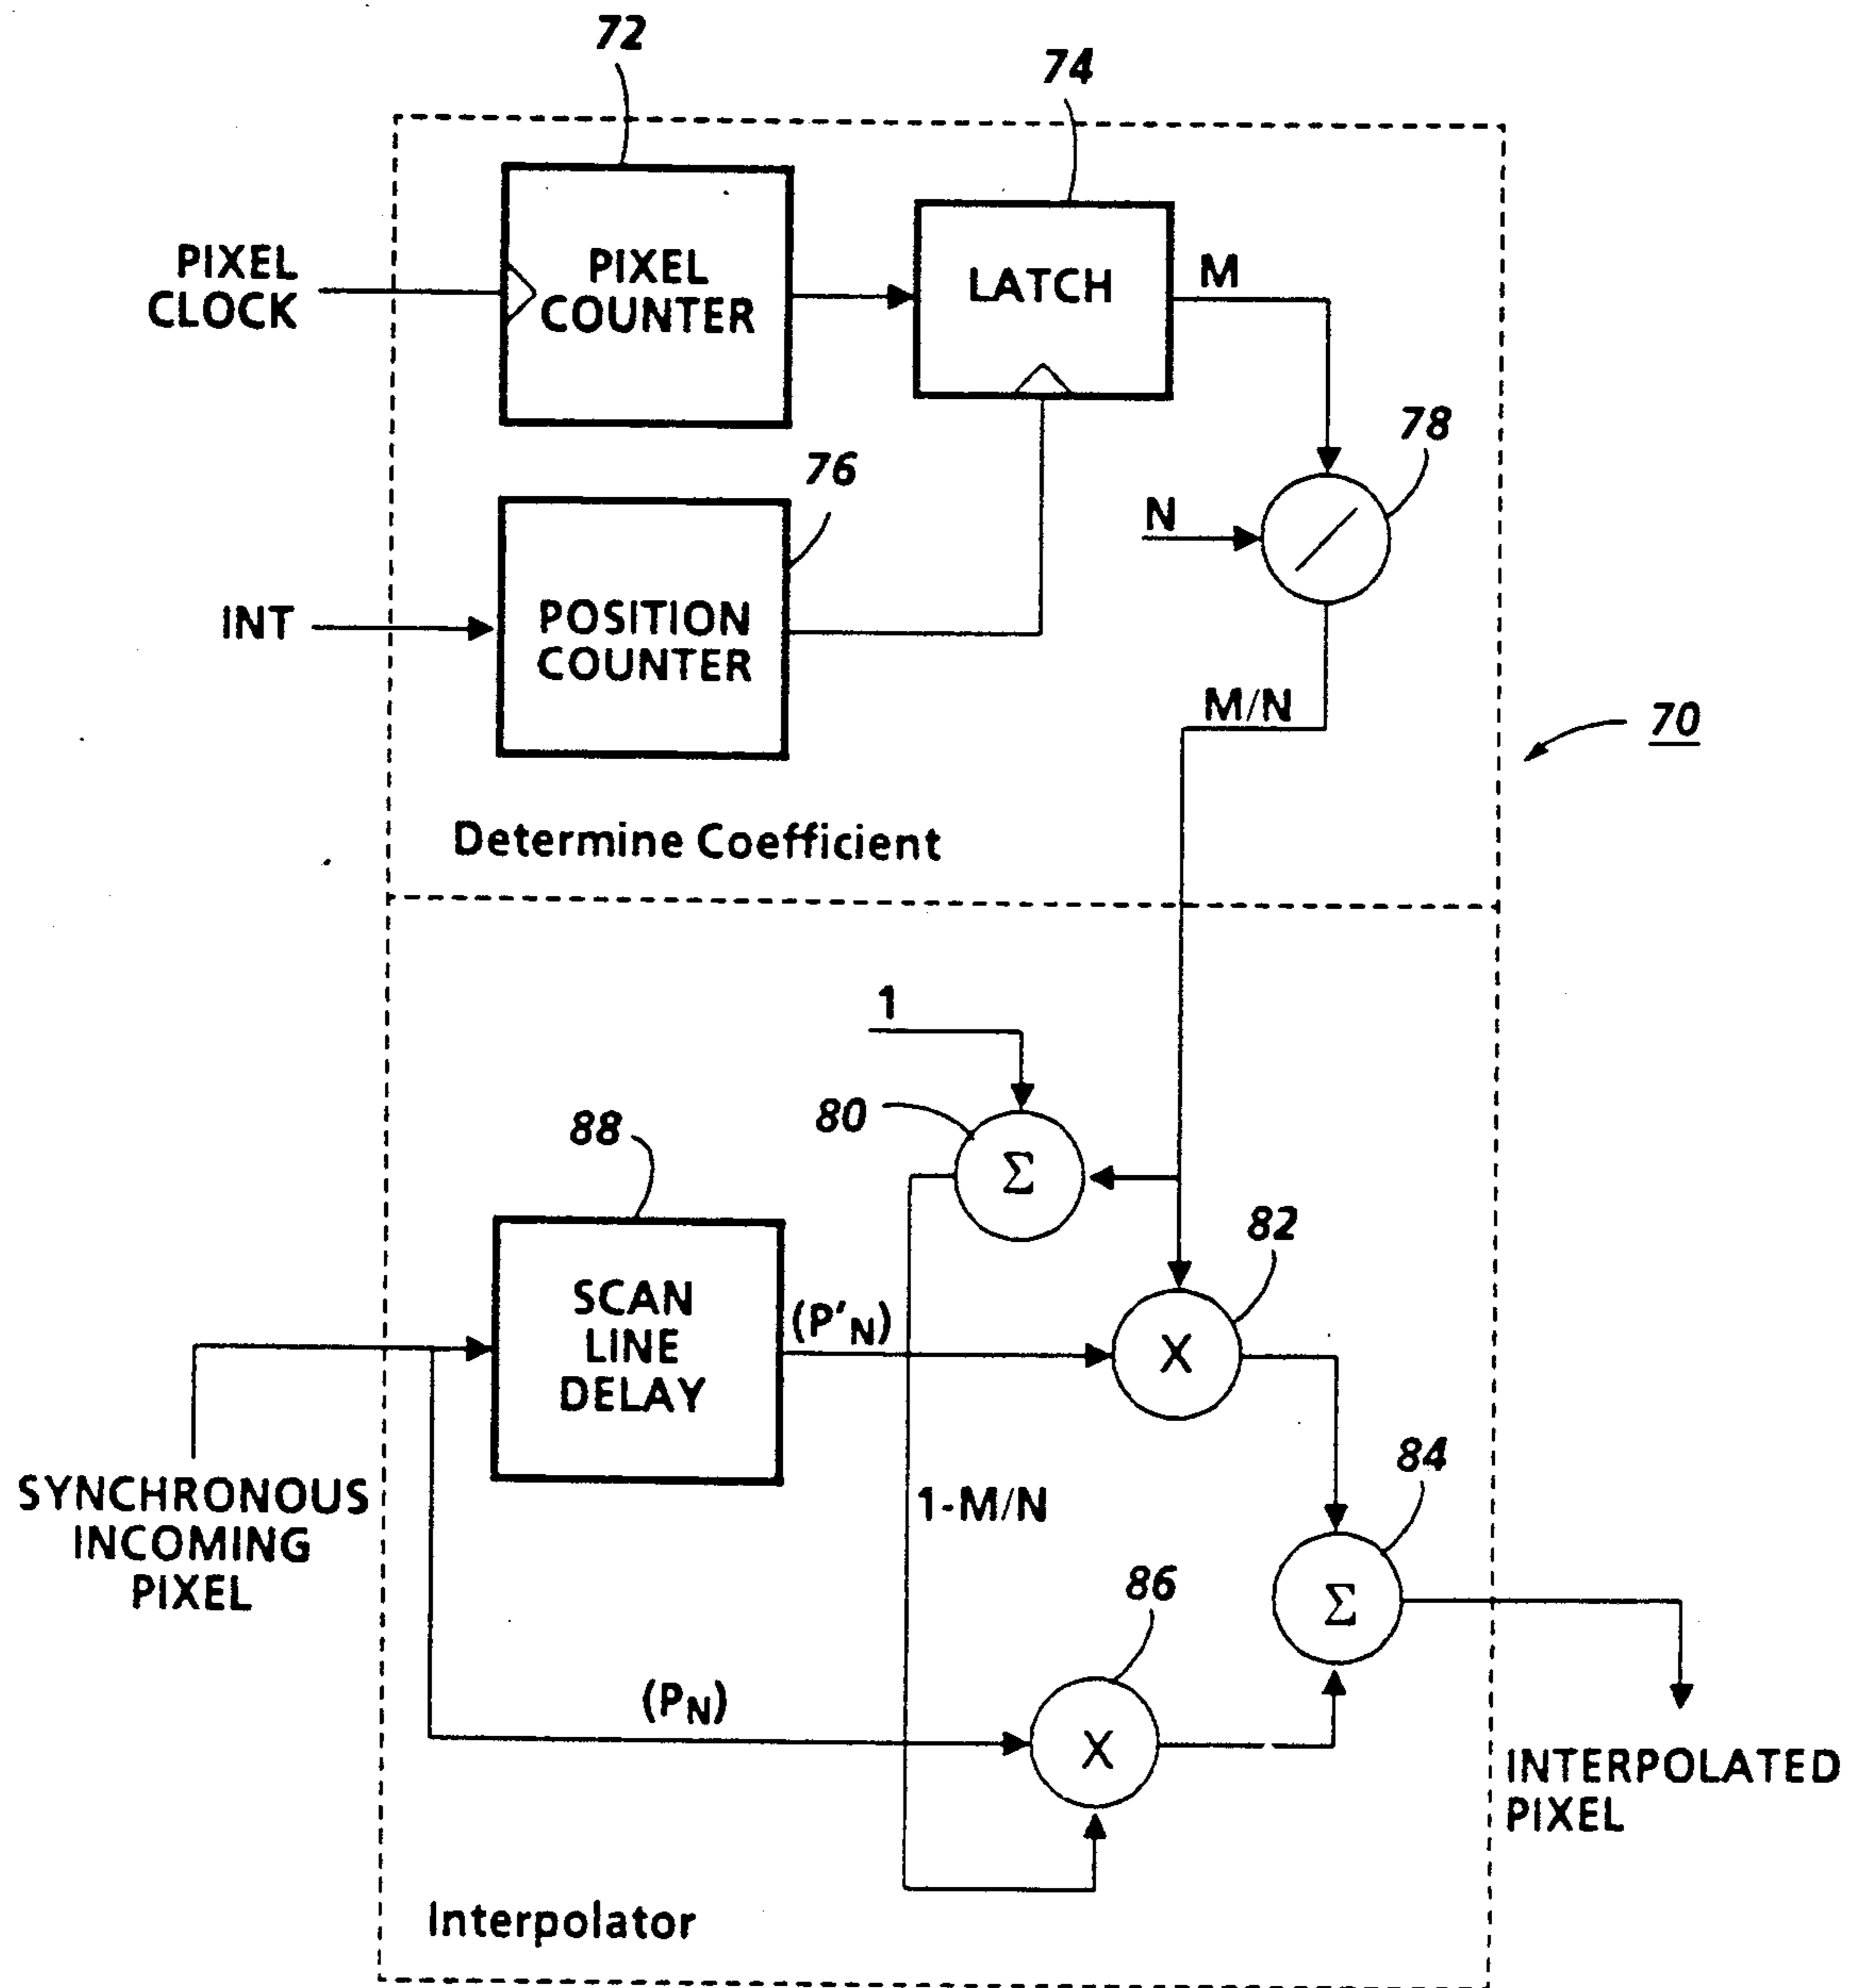 72
74
PIXEL
CLOCK
PIXEL
COUNTER
LATCH
M
78
76
N
INT
POSITION
COUNTER
M/N
70
Determine Coefficient
1
80
Σ
88
82
SCAN
LINE
DELAY
(P'N)
X
SYNCHRONOUS
INCOMING
PIXEL
1-M/N
84
86
Σ
(PN)
X
INTERPOLATED
PIXEL
Interpolator